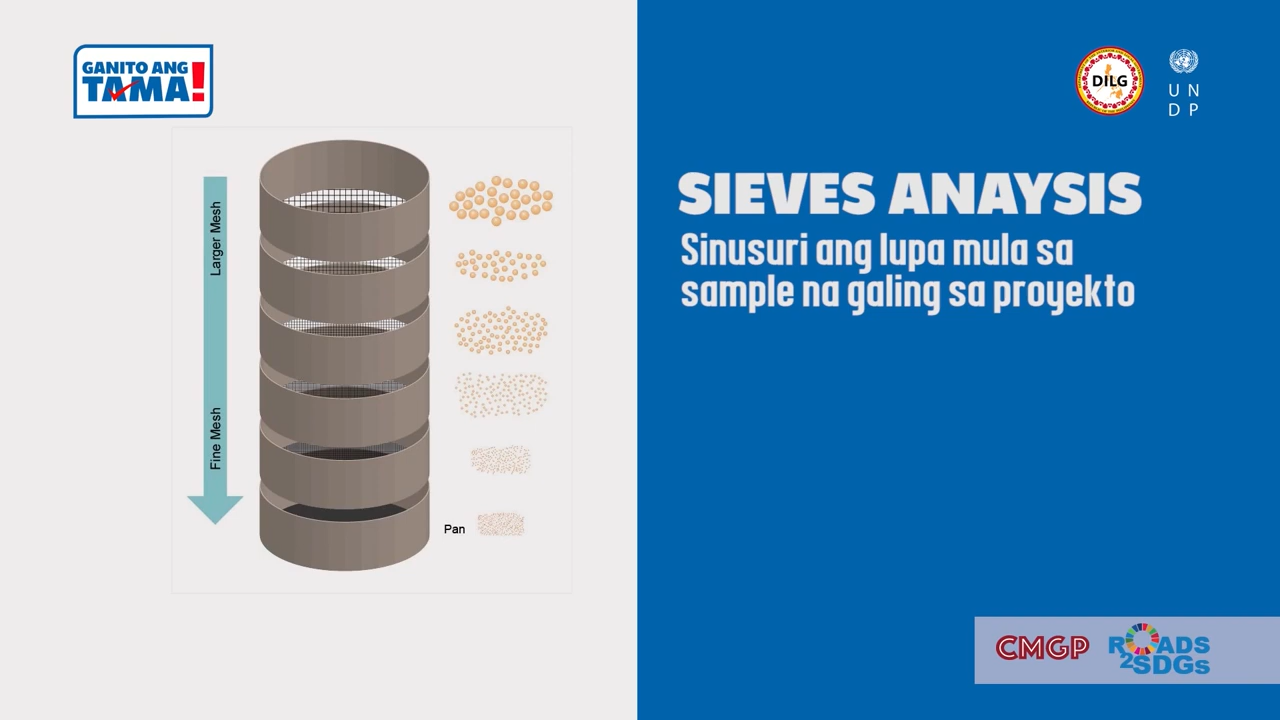 GANITO ANG
TAMA!
Larger Mesh
Fine Mesh
Pan
DILG
U N
D P
SIEVES ANAYSIS
Sinusuri ang lupa mula sa
sample na galing sa proyekto
CMGP
ROADS
2SDGs